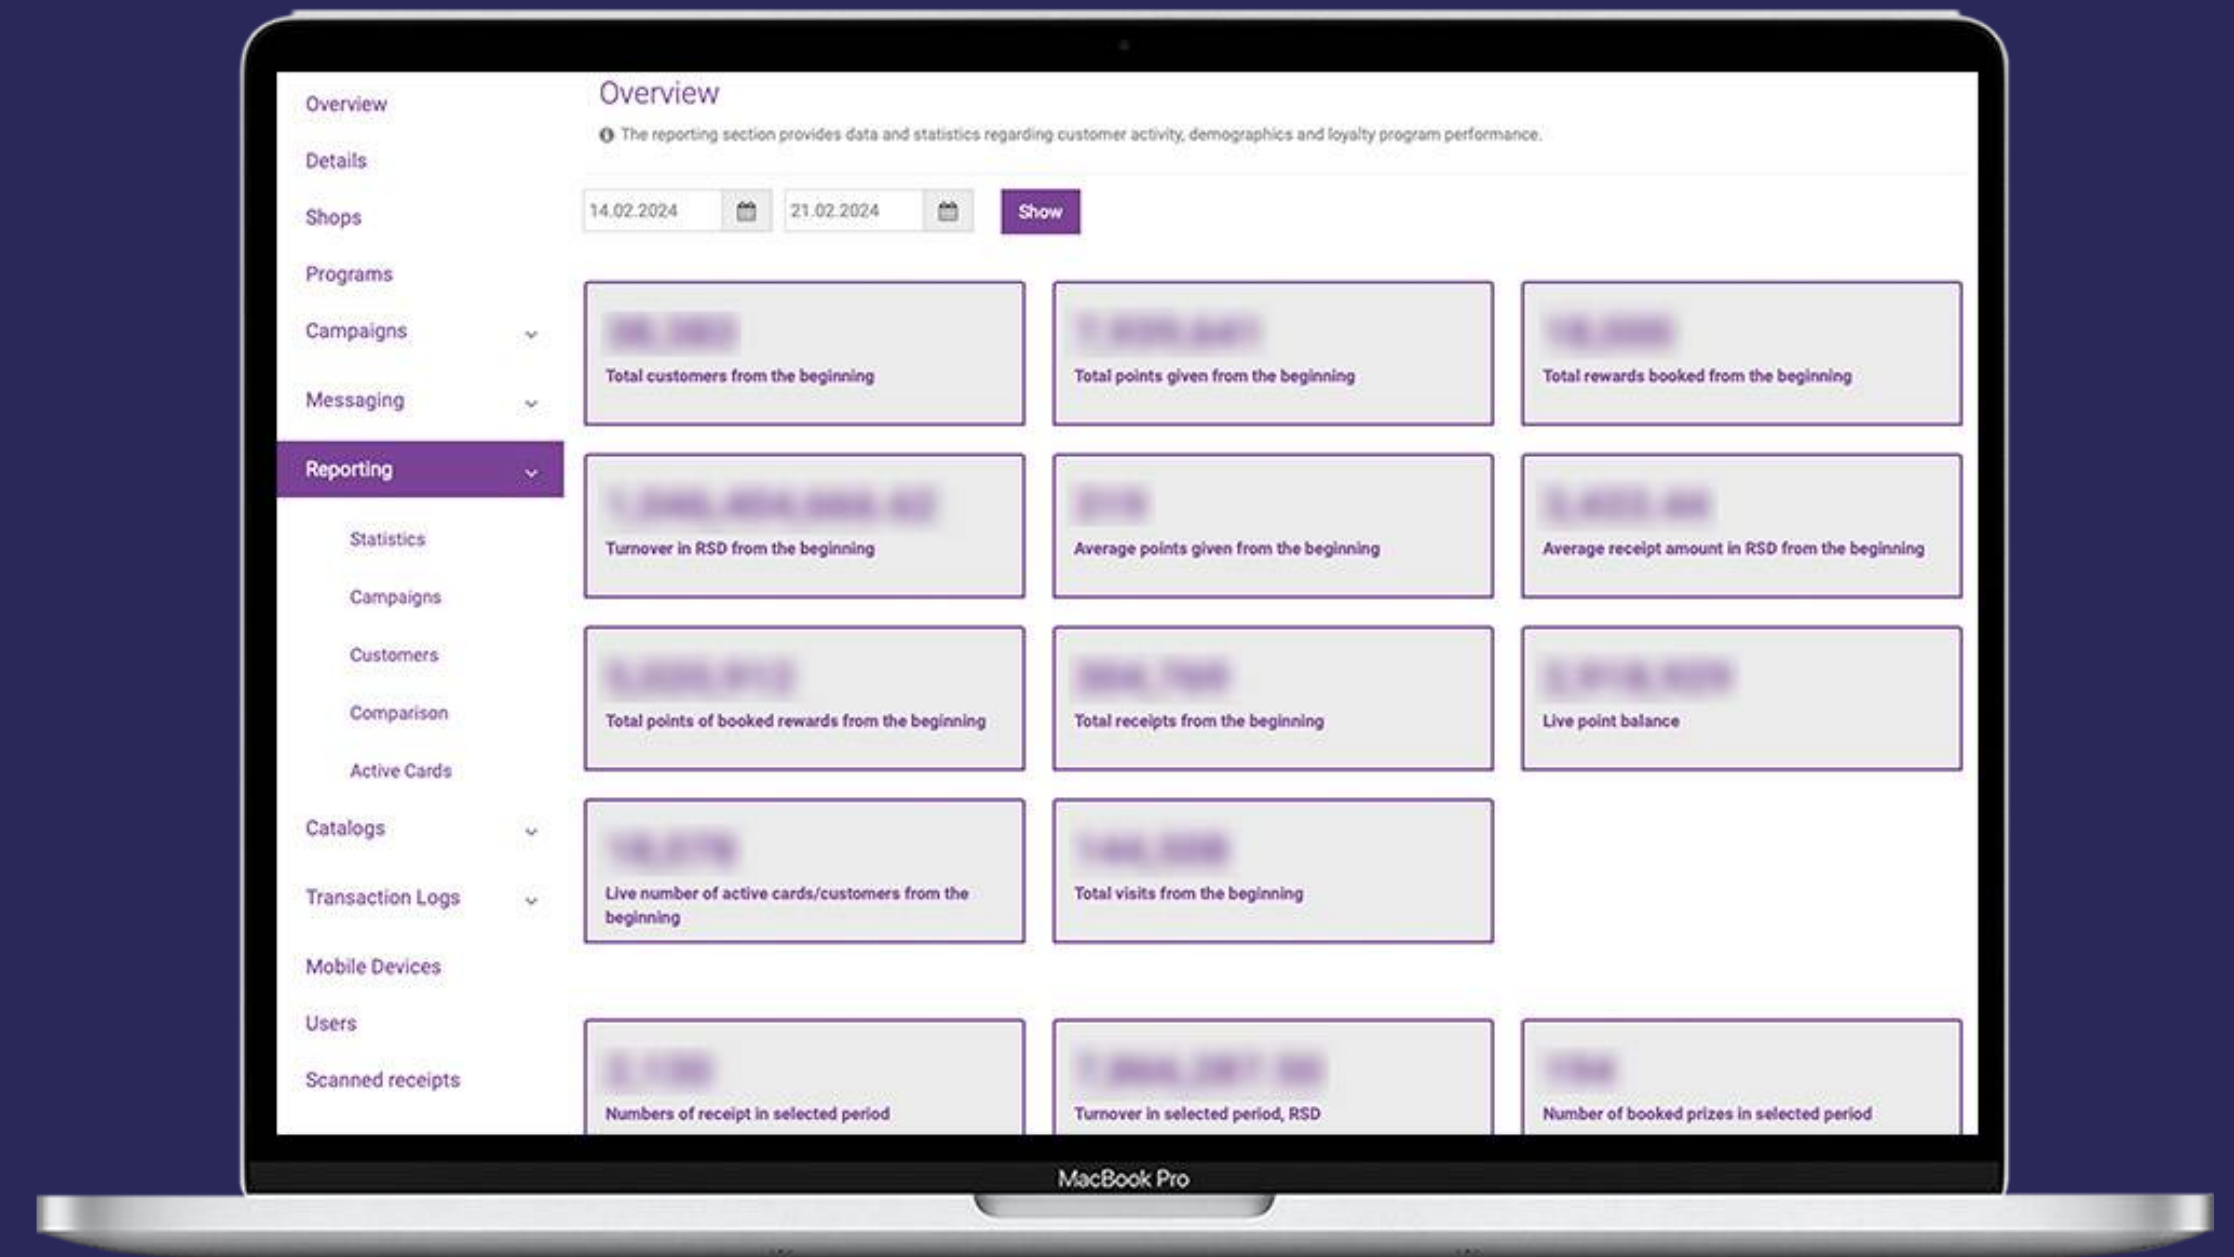 Overview
Details
Shops
Programs
Campaigns
Messaging
Reporting
Statistics
Campaigns
Customers
Comparison
Active Cards
Catalogs
Transaction Logs
Mobile Devices
Users
Scanned receipts
Overview
The reporting section provides data and statistics regarding customer activity, demographics and loyalty program performance.
14.02.2024
21.02.2024
Show
Total customers from the beginning
Total points given from the beginning
Total rewards booked from the beginning
Turnover in RSD from the beginning
Average points given from the beginning
Average receipt amount in RSD from the beginning
Total points of booked rewards from the beginning
Total receipts from the beginning
Live point balance
Live number of active cards/customers from the
beginning
Total visits from the beginning
Numbers of receipt in selected period
Turnover in selected period, RSD
Number of booked prizes in selected period
MacBook Pro